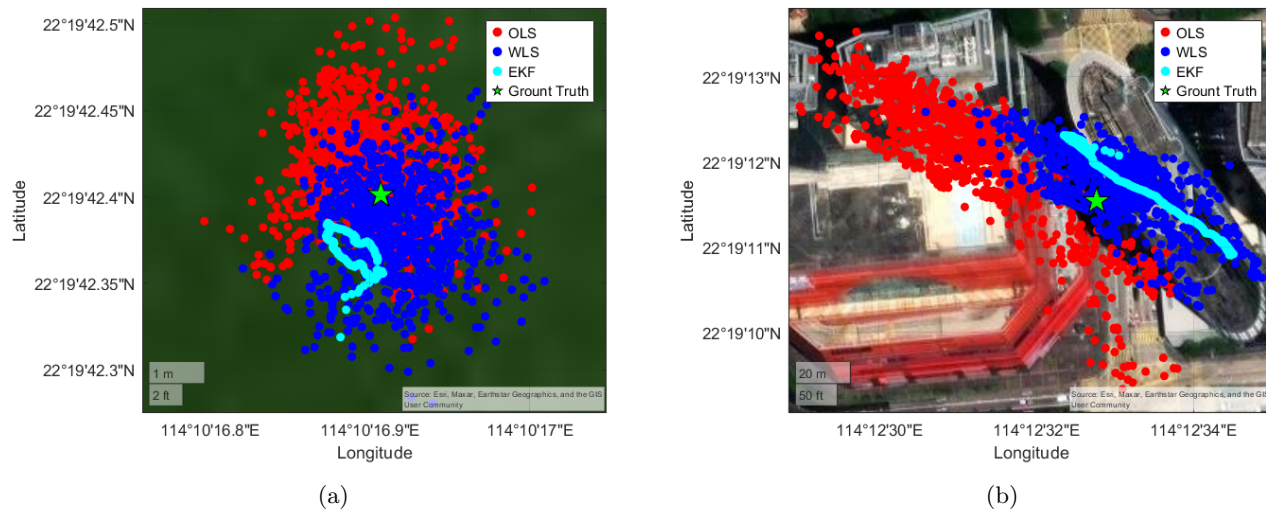 22°19'42.5"N
22°19'42.45"N
22°19'42.4"N
22°19'42.35"N
22°19'42.3"N
Latitude
OLS
WLS
EKF
Grount Truth
1 m
2 ft
Source: Esri, Maxar, Earthstar Geographics, and the GIS
User Community
114°10'16.8"E
114°10'16.9"E
114°10'17"E
Longitude
(a)
22°19'13"N
22°19'12"N
22°19'11"N
22°19'10"N
Latitude
OLS
WLS
EKF
Grount Truth
20 m
50 ft
Source: Esri, Maxar, Earthstar Geographics, and the GIS
User Community
114°12'30"E
114°12'32"E
114°12'34"E
Longitude
(b)